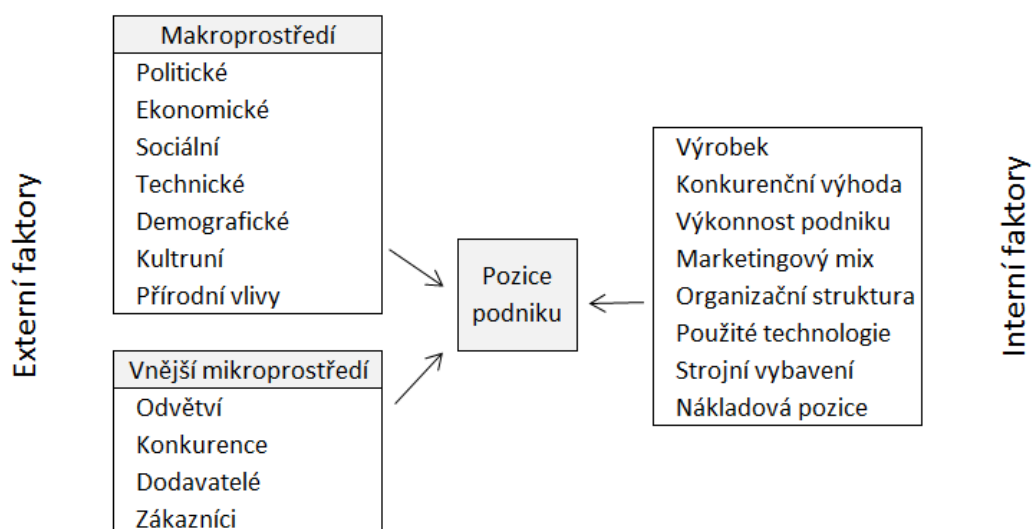 Externí faktory
Makroprostředí
Politické
Ekonomické
Sociální
Technické
Demografické
Kultruní
Přírodní vlivy
Vnější mikroprostředí
Odvětví
Konkurence
Dodavatelé
Zákazníci
Pozice
podniku
Výrobek
Konkurenční výhoda
Výkonnost podniku
Marketingový mix
Organizační struktura
Použité technologie
Strojní vybavení
Nákladová pozice
Interní faktory